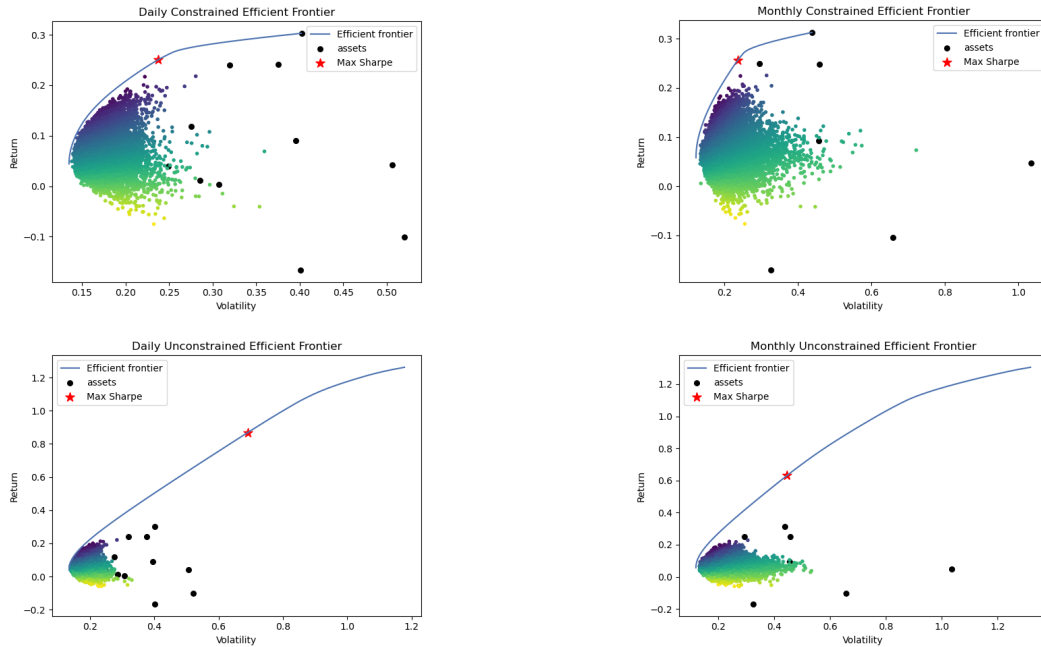 Daily Constrained Efficient Frontier
Efficient frontier
assets
Max Sharpe
0.3
0.2
0.1
0.0
−0.1
Return
0.15 0.20 0.25 0.30 0.35 0.40 0.45 0.50
Volatility
Monthly Constrained Efficient Frontier
Efficient frontier
assets
Max Sharpe
0.3
0.2
0.1
0.0
−0.1
Return
0.2 0.4 0.6 0.8 1.0
Volatility
Daily Unconstrained Efficient Frontier
Efficient frontier
assets
Max Sharpe
1.2
1.0
0.8
0.6
0.4
0.2
0.0
−0.2
Return
0.2 0.4 0.6 0.8 1.0 1.2
Volatility
Monthly Unconstrained Efficient Frontier
Efficient frontier
assets
Max Sharpe
1.2
1.0
0.8
0.6
0.4
0.2
0.0
−0.2
Return
0.2 0.4 0.6 0.8 1.0 1.2
Volatility